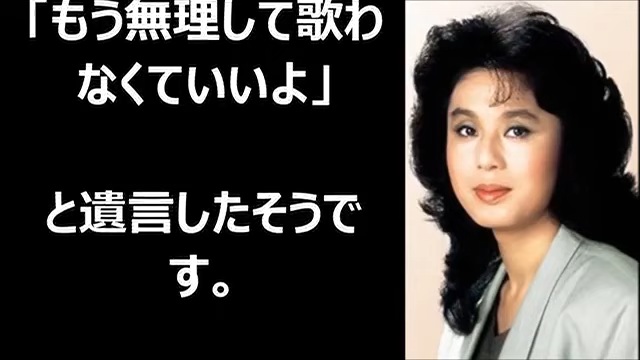 「もう無理して歌わ
なくていいよ」
と遺言したそうで
す。